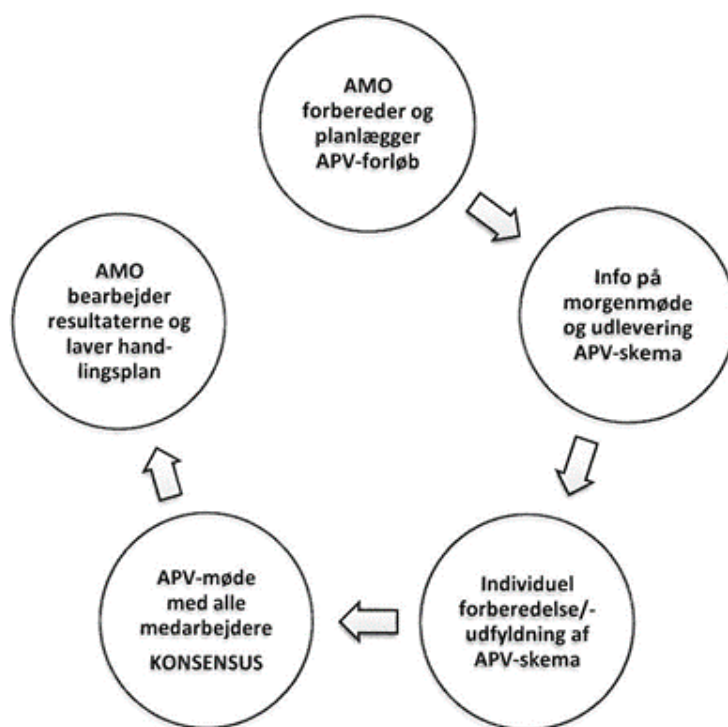 AMO
forbereder og
planlægger
APV-forløb
Info på
morgenmøde
og udlevering
APV-skema
Individuel
forberedelse/-
udfyldning af
APV-skema
APV-møde
med alle
medarbejdere
KONSENSUS
AMO
bearbejder
resultaterne og
laver hand-
lingsplan